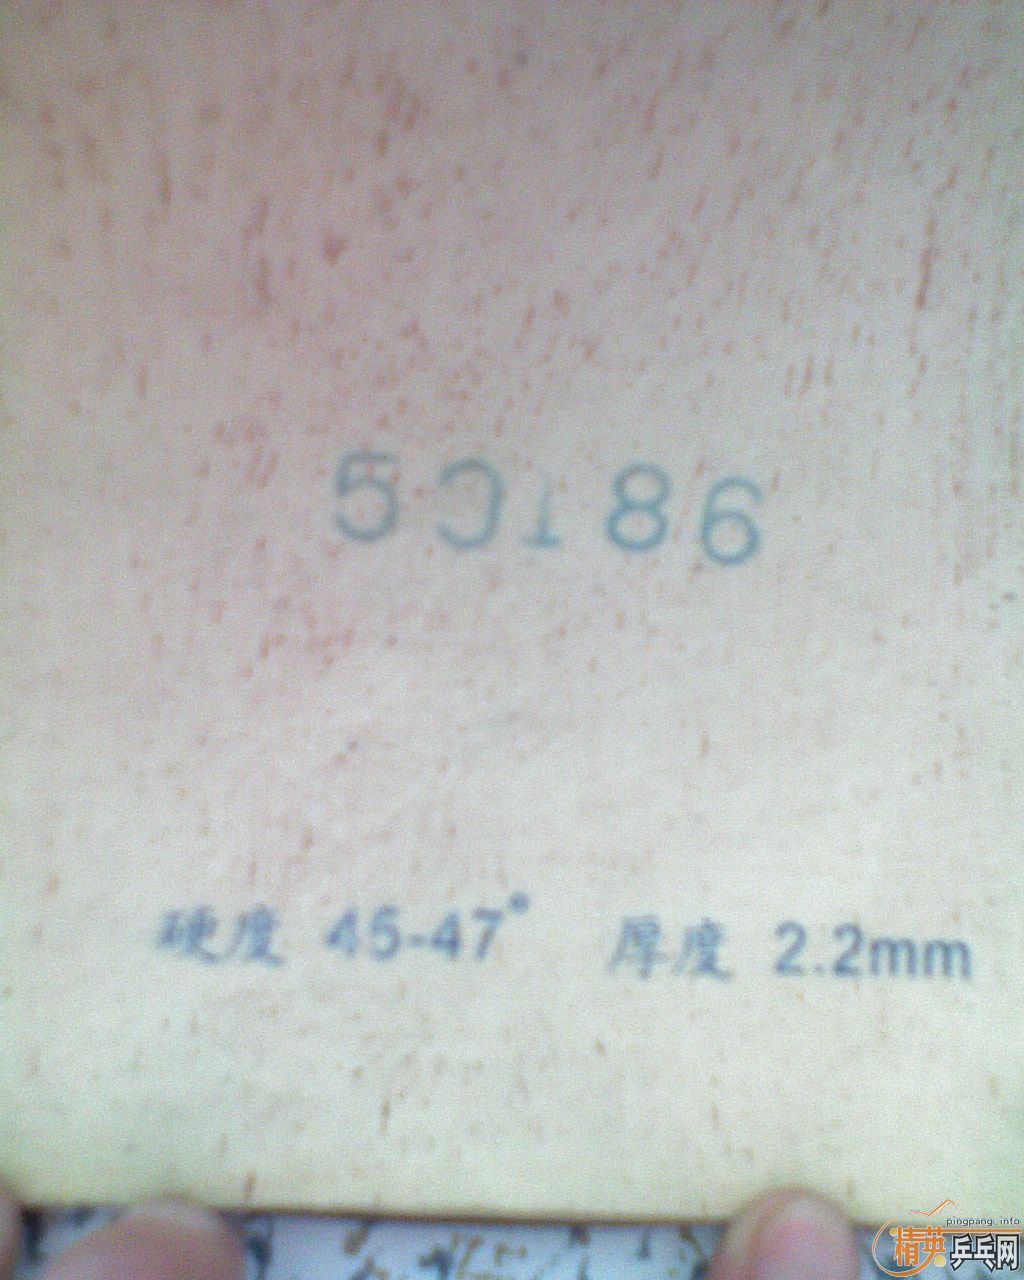 50186
硬度 45-47° 厚度 2.2mm
pingpang.info
精英乒乓网